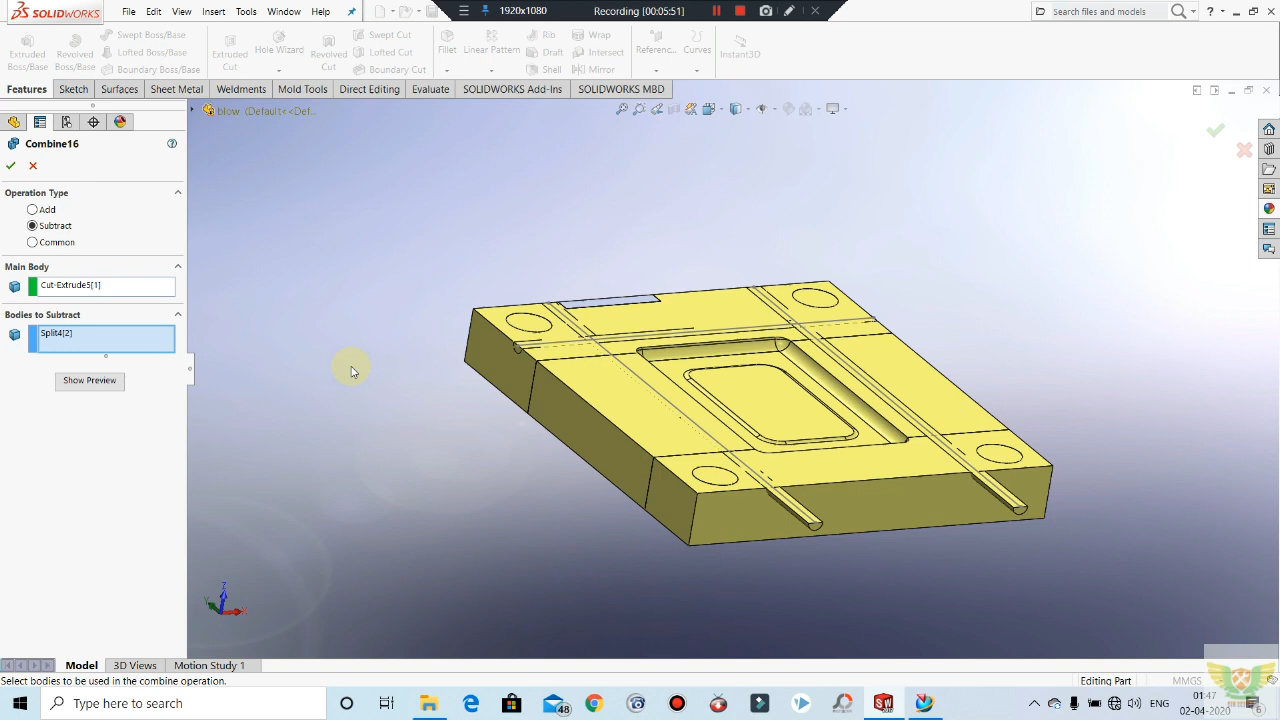 SOLIDWORKS File Edit View Insert Tools Window Help
1920x1080 Recording [00:05:51]
Search files and models
Extruded Boss/Base
Revolved Boss/Base
Swept Boss/Base
Lofted Boss/Base
Boundary Boss/Base
Extruded Cut
Hole Wizard
Revolved Cut
Swept Cut
Lofted Cut
Boundary Cut
Fillet
Linear Pattern
Rib
Draft
Shell
Wrap
Intersect
Mirror
Referenc...
Curves
Instant3D
Features Sketch Surfaces Sheet Metal Weldments Mold Tools Direct Editing Evaluate SOLIDWORKS Add-Ins SOLIDWORKS MBD
blow (Default<<Def...
Combine16
Operation Type
Add
Subtract
Common
Main Body
Cut-Extrude5[1]
Bodies to Subtract
Split4[2]
Show Preview
Z
Y
X
Model 3D Views Motion Study 1
Select bodies to be used in the combine operation.
Editing Part
MMGS
Type here to search
48
ENG
01:47
02-04-2020
6